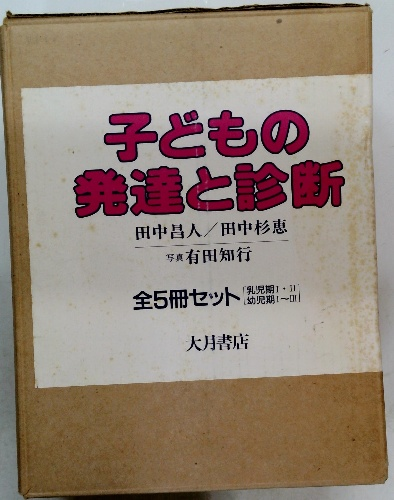 子どもの
発達と診断
田中昌人／田中杉恵
写真 有田知行
全5冊セット [乳児期I・II
幼児期I～III]
大月書店